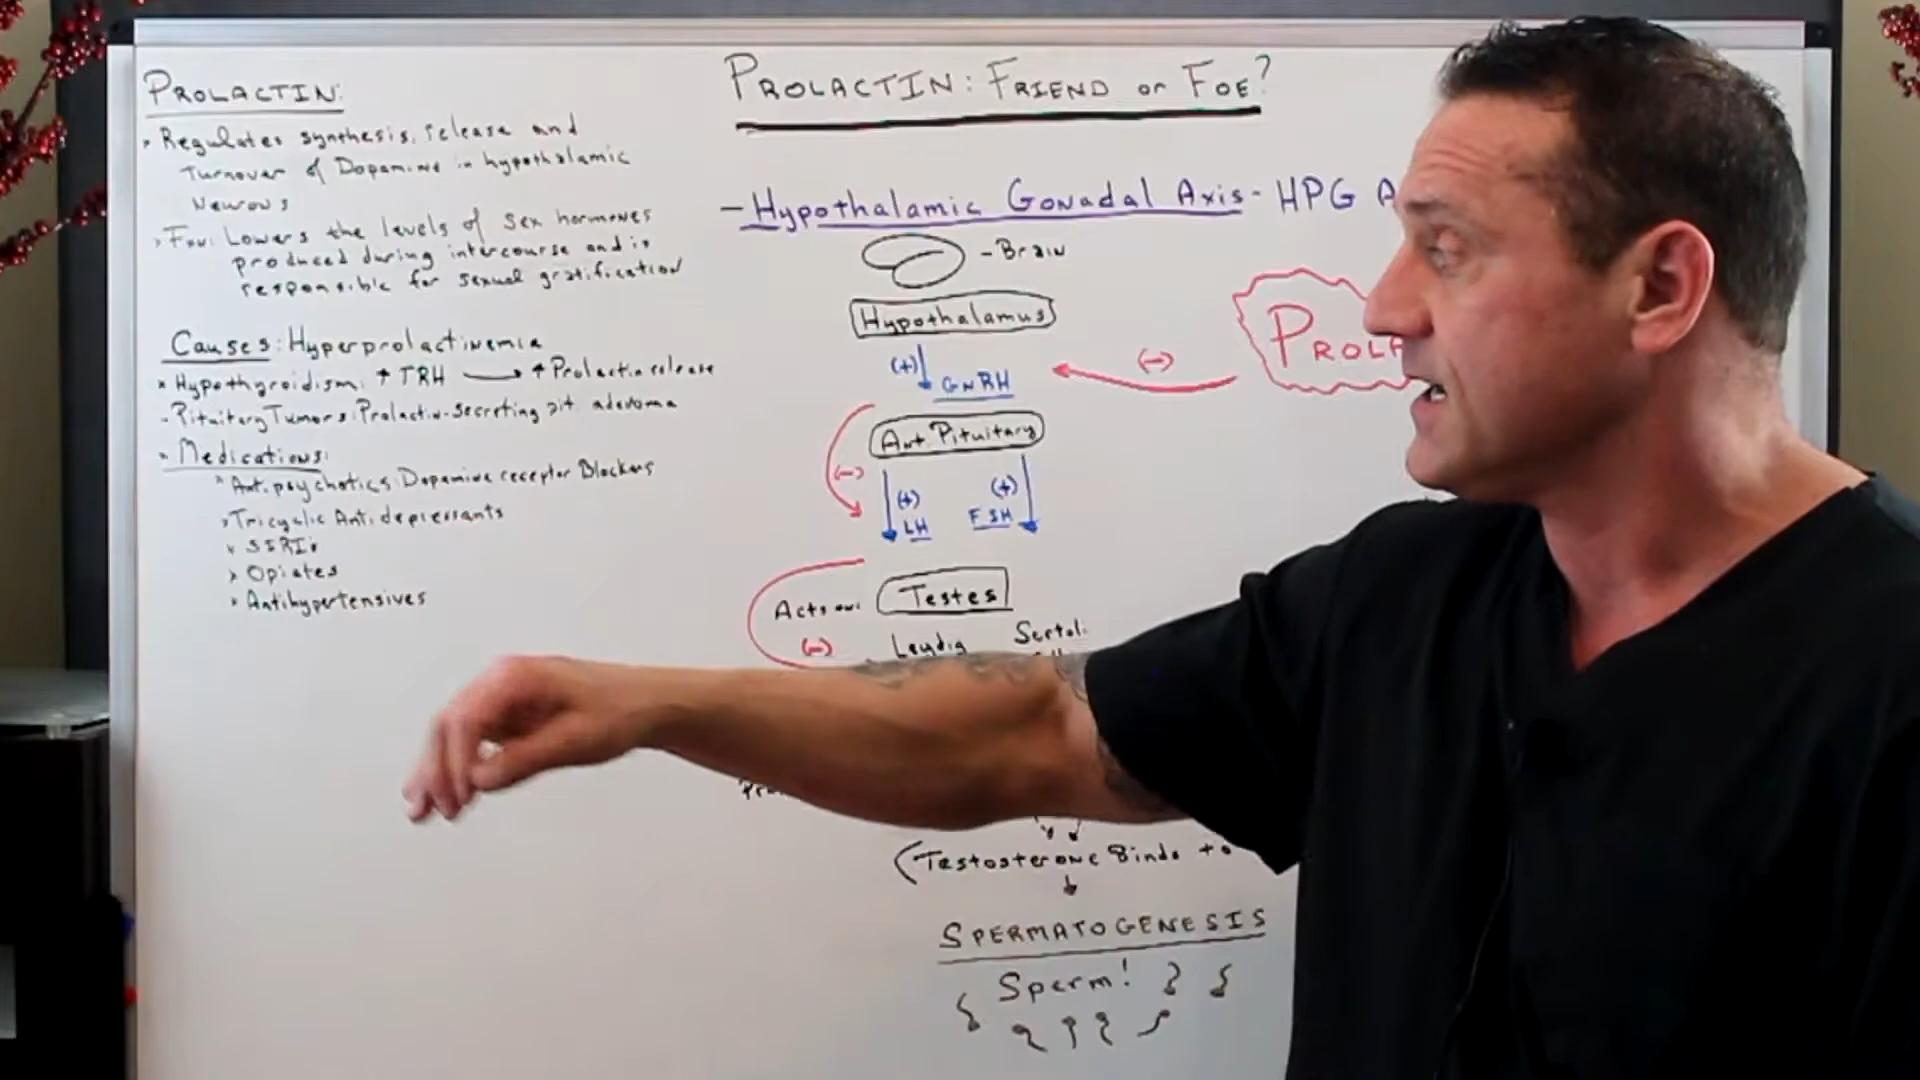 PROLACTIN:
Regulates synthesis, release and
Turnover of Dopamine in hypothalamic
Neurons
Fxn: Lowers the levels of sex hormones
produced during intercourse and is
responsible for sexual gratification
Causes: Hyperprolactinemia
Hypothyroidism: ↑ TRH → ↑ Prolactin release
- Pituitary Tumors: Prolactin-secreting pit. adenoma
Medications:
Antipsychotics: Dopamine receptor Blockers
Tricyclic Antidepressants
SSRIs
Opiates
Antihypertensives
PROLACTIN: FRIEND or FOE?
- Hypothalamic Gonadal Axis - HPG A
- Brain
Hypothalamus
(+) GnRH
(-)
PROLA
Ant. Pituitary
(-)
(+) (+)
LH FSH
Acts on: Testes
(-) Leydig Sertoli
(Testosterone Binds to
SPERMATOGENESIS
Sperm!